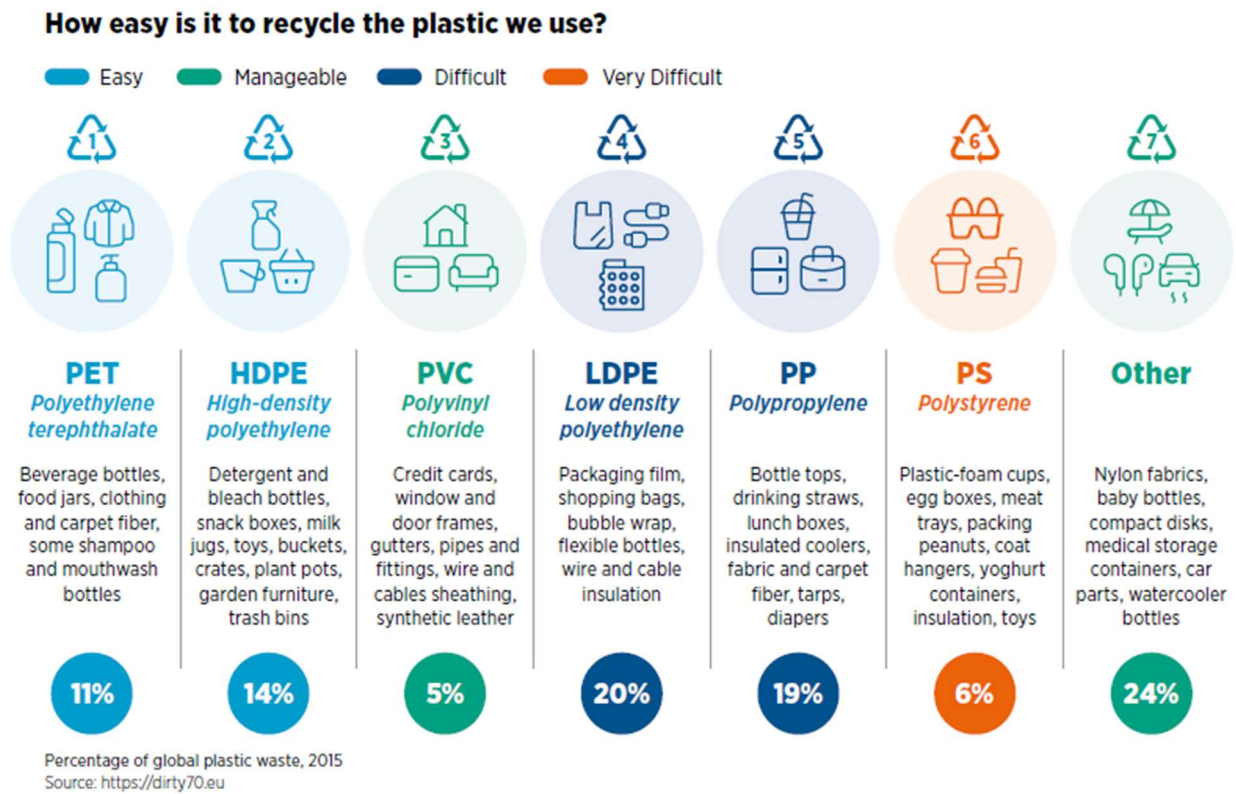 How easy is it to recycle the plastic we use?
Easy
Manageable
Difficult
Very Difficult
1
2
3
4
5
6
7
PET
Polyethylene
terephthalate
Beverage bottles,
food jars, clothing
and carpet fiber,
some shampoo
and mouthwash
bottles
11%
HDPE
High-density
polyethylene
Detergent and
bleach bottles,
snack boxes, milk
jugs, toys, buckets,
crates, plant pots,
garden furniture,
trash bins
14%
PVC
Polyvinyl
chloride
Credit cards,
window and
door frames,
gutters, pipes and
fittings, wire and
cables sheathing,
synthetic leather
5%
LDPE
Low density
polyethylene
Packaging film,
shopping bags,
bubble wrap,
flexible bottles,
wire and cable
insulation
20%
PP
Polypropylene
Bottle tops,
drinking straws,
lunch boxes,
insulated coolers,
fabric and carpet
fiber, tarps,
diapers
19%
PS
Polystyrene
Plastic-foam cups,
egg boxes, meat
trays, packing
peanuts, coat
hangers, yoghurt
containers,
insulation, toys
6%
Other
Nylon fabrics,
baby bottles,
compact disks,
medical storage
containers, car
parts, watercooler
bottles
24%
Percentage of global plastic waste, 2015
Source: https://dirty70.eu